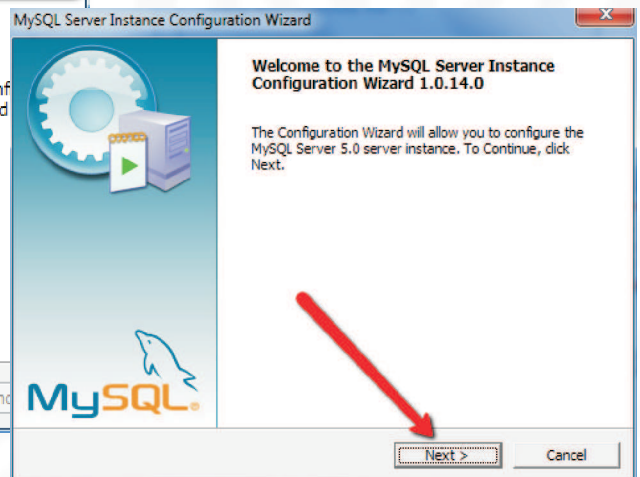 MySQL Server Instance Configuration Wizard
Welcome to the MySQL Server Instance
Configuration Wizard 1.0.14.0
The Configuration Wizard will allow you to configure the
MySQL Server 5.0 server instance. To Continue, click
Next.
MySQL®
Next >
Cancel